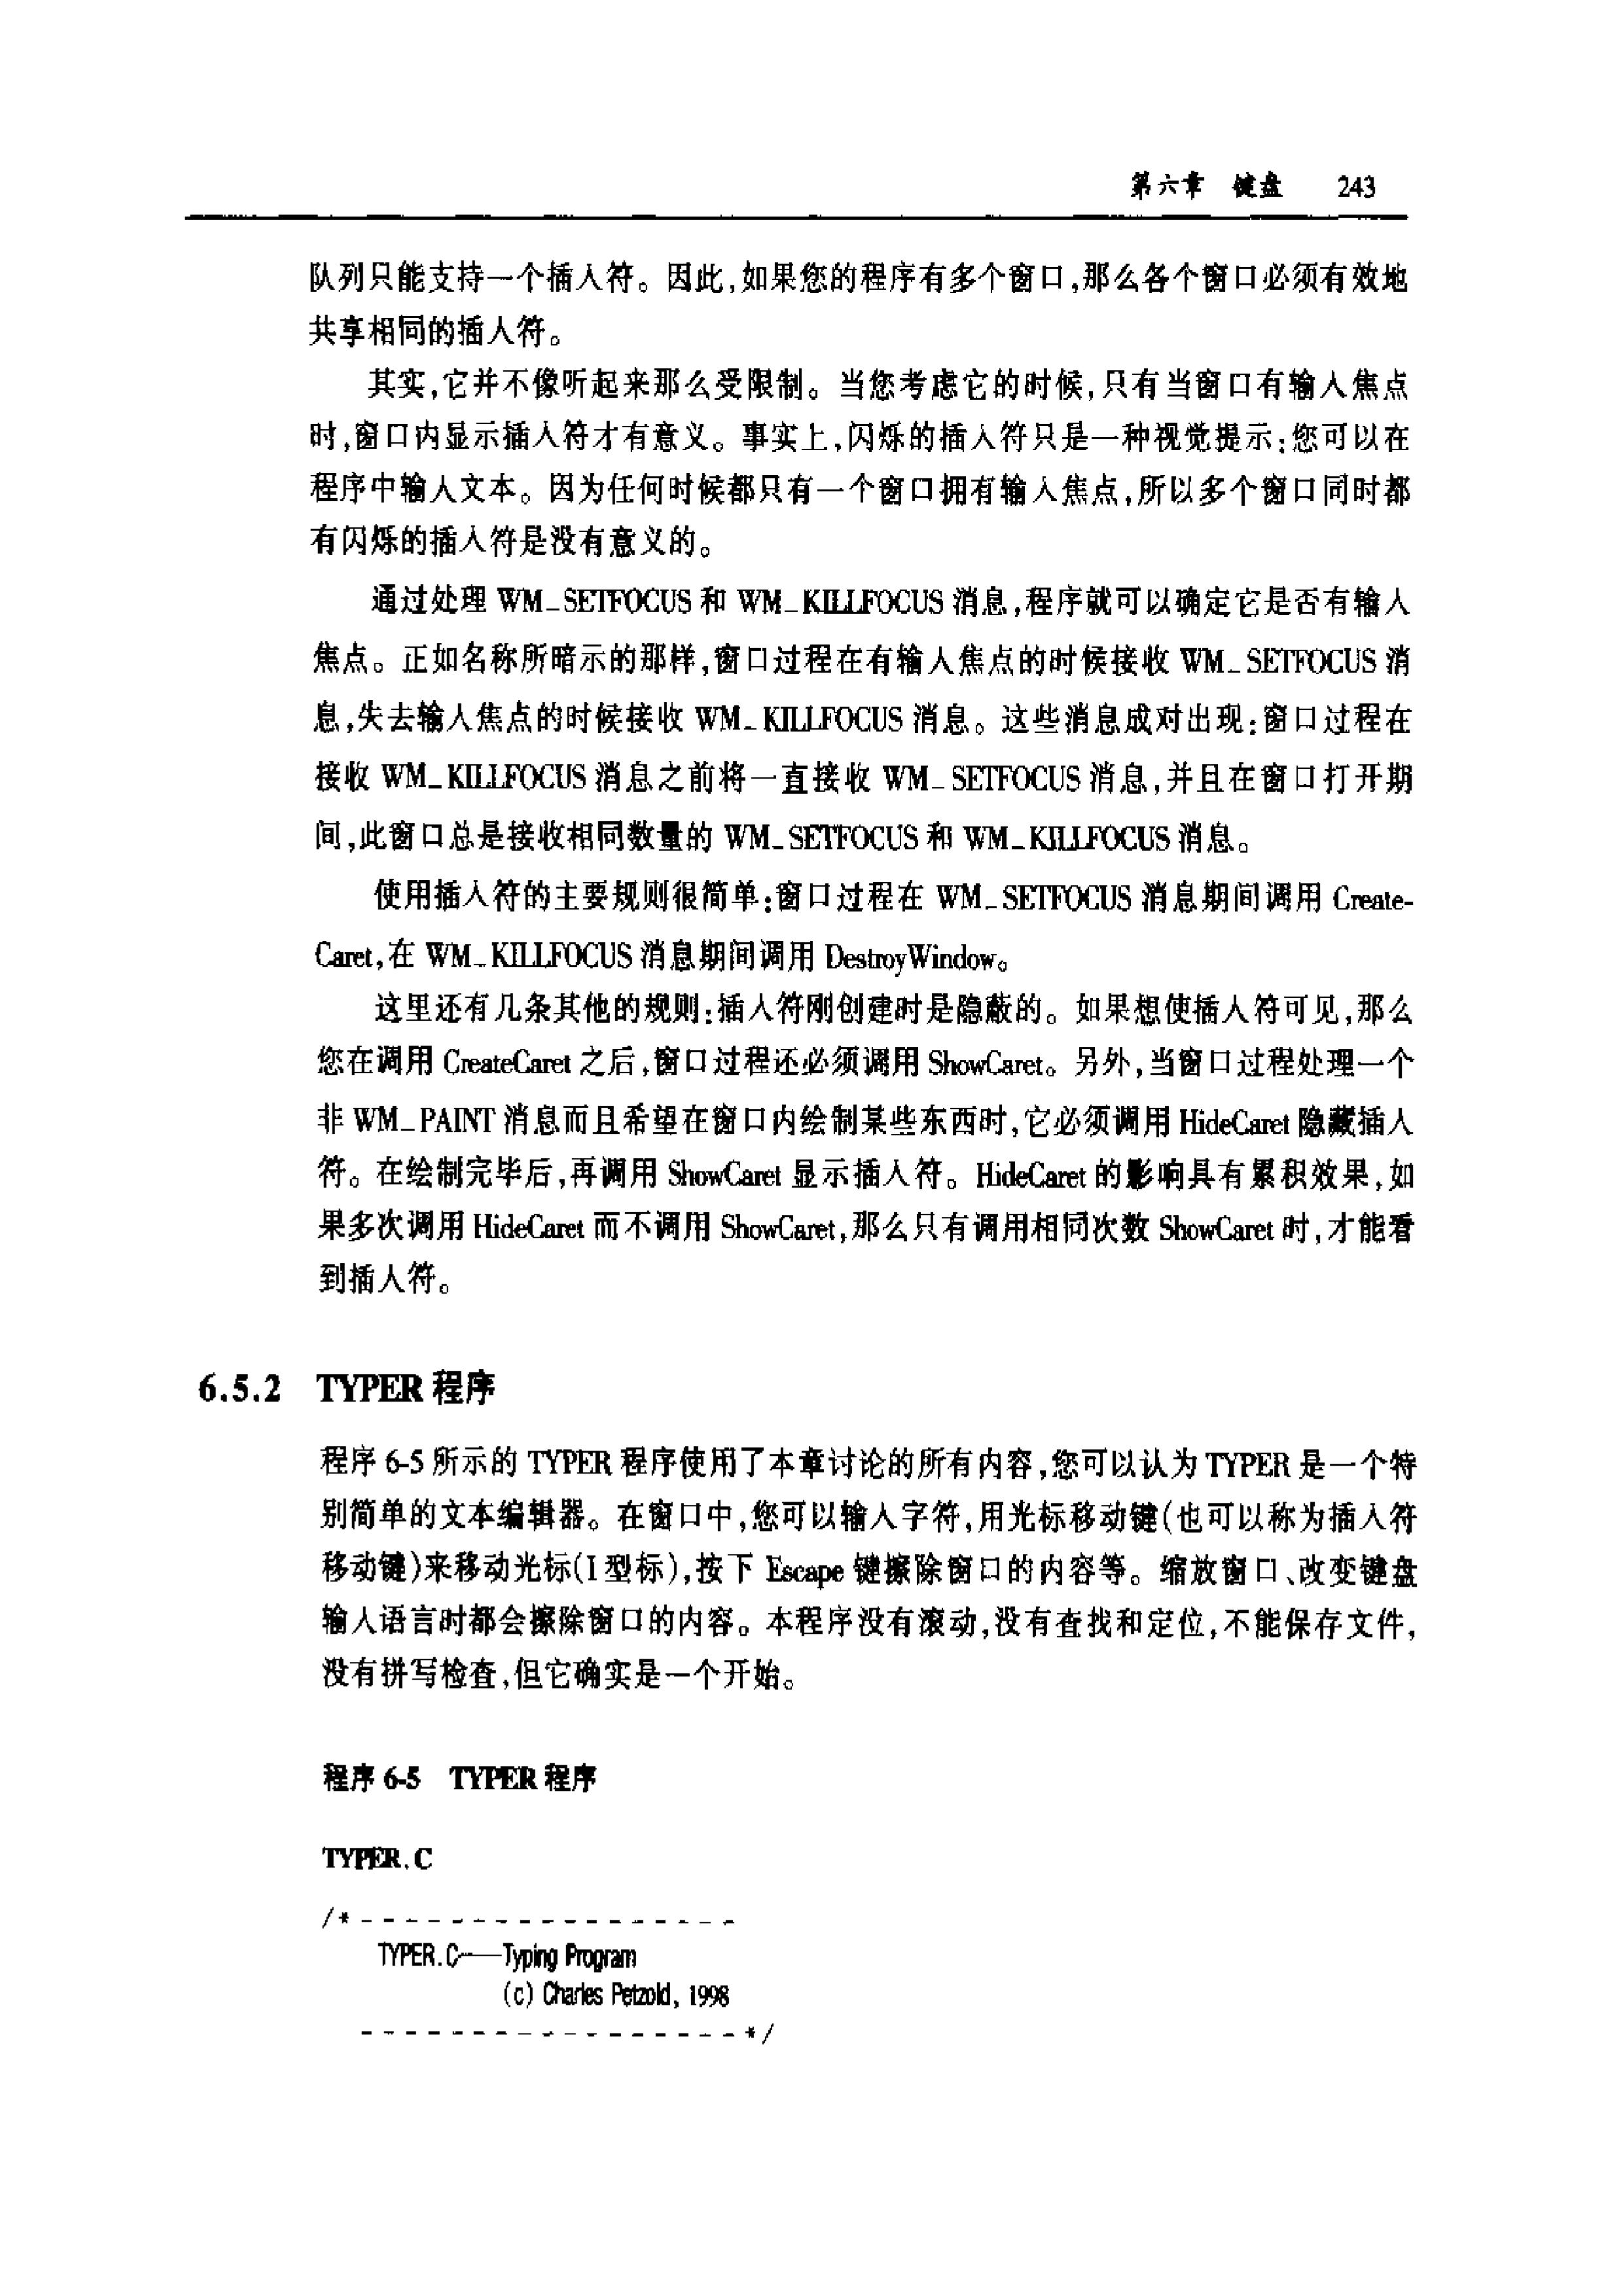 第六章 键盘 243
队列只能支持一个插入符。因此,如果您的程序有多个窗口,那么各个窗口必须有效地
共享相同的插入符。
其实,它并不像听起来那么受限制。当您考虑它的时候,只有当窗口有输入焦点
时,窗口内显示插入符才有意义。事实上,闪烁的插入符只是一种视觉提示:您可以在
程序中输入文本。因为任何时候都只有一个窗口拥有输入焦点,所以多个窗口同时都
有闪烁的插入符是没有意义的。
通过处理 WM_SETFOCUS 和 WM_KILLFOCUS 消息,程序就可以确定它是否有输入
焦点。正如名称所暗示的那样,窗口过程在有输入焦点的时候接收 WM_SETFOCUS 消
息,失去输入焦点的时候接收 WM_KILLFOCUS 消息。这些消息成对出现:窗口过程在
接收 WM_KILLFOCUS 消息之前将一直接收 WM_SETFOCUS 消息,并且在窗口打开期
间,此窗口总是接收相同数量的 WM_SETFOCUS 和 WM_KILLFOCUS 消息。
使用插入符的主要规则很简单:窗口过程在 WM_SETFOCUS 消息期间调用 Create-
Caret,在 WM_KILLFOCUS 消息期间调用 DestroyWindow。
这里还有几条其他的规则:插入符刚创建时是隐蔽的。如果想使插入符可见,那么
您在调用 CreateCaret 之后,窗口过程还必须调用 ShowCaret。另外,当窗口过程处理一个
非 WM_PAINT 消息而且希望在窗口内绘制某些东西时,它必须调用 HideCaret 隐藏插入
符。在绘制完毕后,再调用 ShowCaret 显示插入符。HideCaret 的影响具有累积效果,如
果多次调用 HideCaret 而不调用 ShowCaret,那么只有调用相同次数 ShowCaret 时,才能看
到插入符。
6.5.2 TYPER 程序
程序 6-5 所示的 TYPER 程序使用了本章讨论的所有内容,您可以认为 TYPER 是一个特
别简单的文本编辑器。在窗口中,您可以输入字符,用光标移动键(也可以称为插入符
移动键)来移动光标(I 型标),按下 Escape 键擦除窗口的内容等。缩放窗口、改变键盘
输入语言时都会擦除窗口的内容。本程序没有滚动,没有查找和定位,不能保存文件,
没有拼写检查,但它确实是一个开始。
程序 6-5 TYPER 程序
TYPER.C
/* - - - - - - - - - - - - - - - - -
TYPER.C——Typing Program
(c) Charles Petzold, 1998
- - - - - - - - - - - - - - - - - */